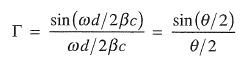 Γ = sin(ωd/2βc) / ωd/2βc = sin(θ/2) / θ/2